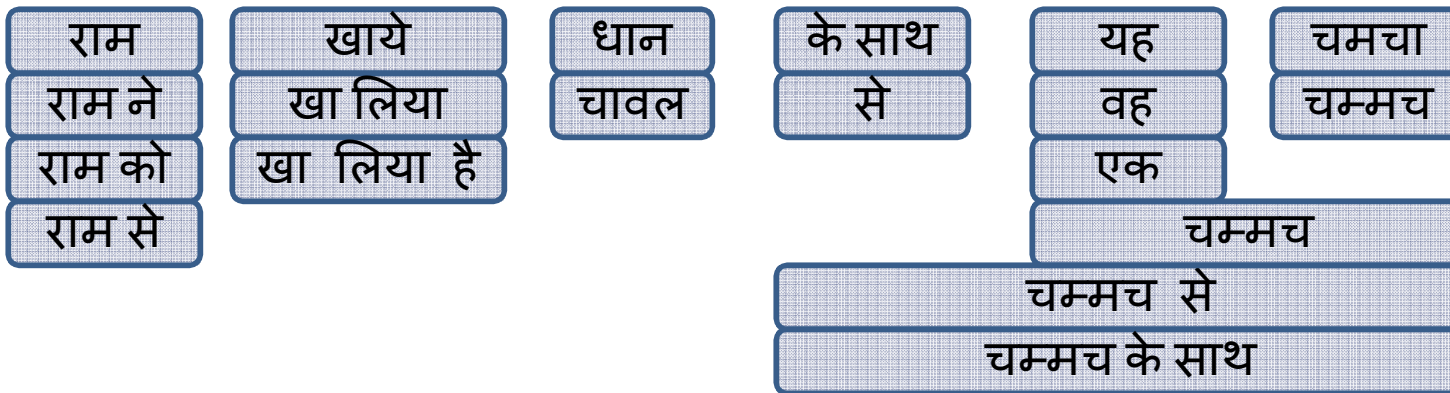 राम खाये धान के साथ यह चमचा
राम ने खा लिया चावल से वह चम्मच
राम को खा लिया है एक
राम से चम्मच
चम्मच से
चम्मच के साथ